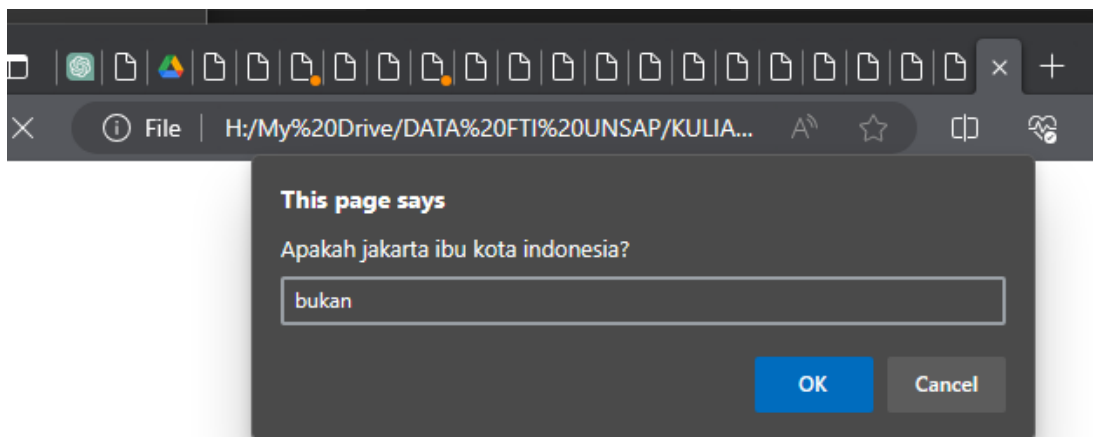 File | H:/My%20Drive/DATA%20FTI%20UNSAP/KULIA...
This page says
Apakah jakarta ibu kota indonesia?
bukan
OK Cancel